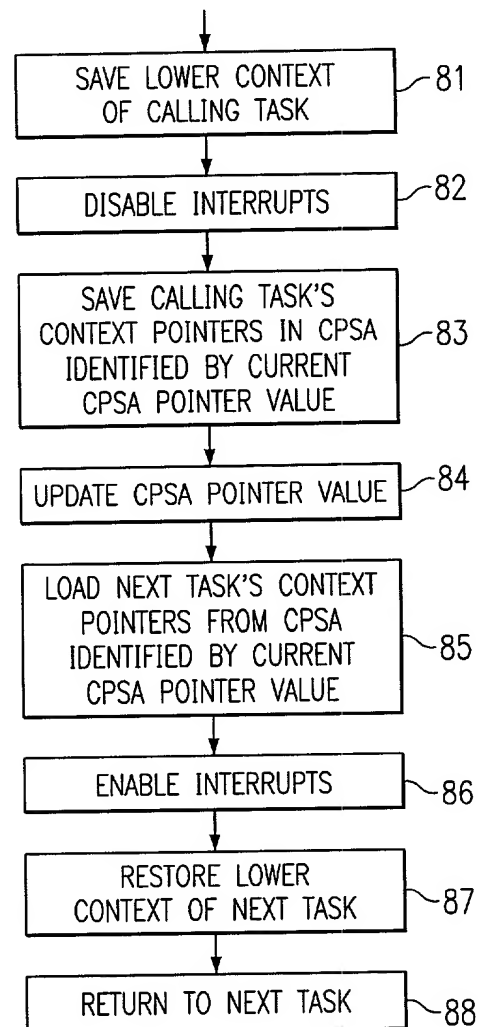 SAVE LOWER CONTEXT
OF CALLING TASK
81
DISABLE INTERRUPTS
82
SAVE CALLING TASK'S
CONTEXT POINTERS IN CPSA
IDENTIFIED BY CURRENT
CPSA POINTER VALUE
83
UPDATE CPSA POINTER VALUE
84
LOAD NEXT TASK'S CONTEXT
POINTERS FROM CPSA
IDENTIFIED BY CURRENT
CPSA POINTER VALUE
85
ENABLE INTERRUPTS
86
RESTORE LOWER
CONTEXT OF NEXT TASK
87
RETURN TO NEXT TASK
88